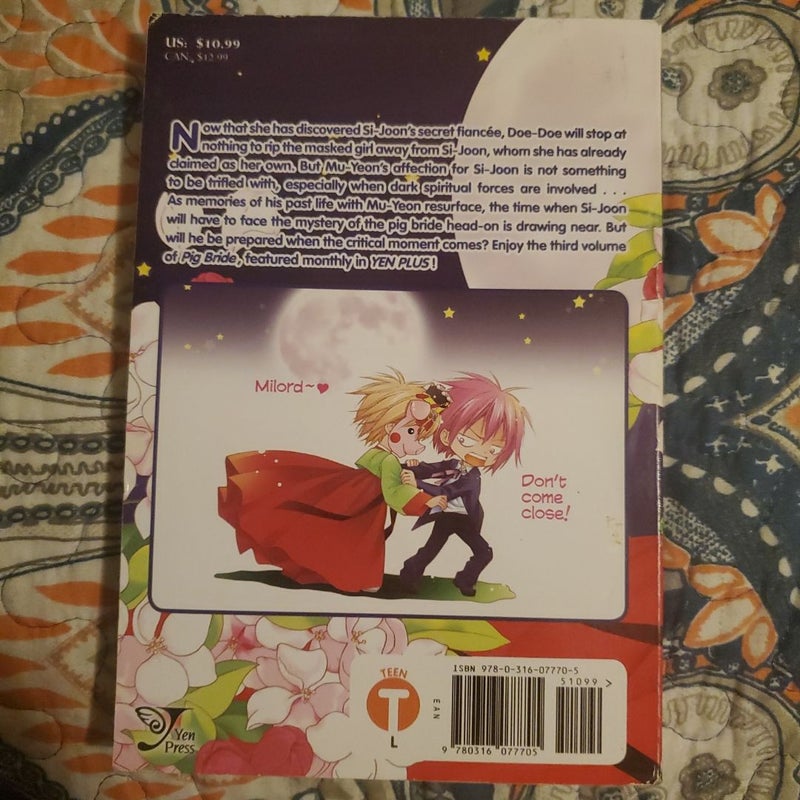 US: $10.99
CAN. $12.99
Now that she has discovered Si-Joon's secret fiancée, Doe-Doe will stop at
nothing to rip the masked girl away from Si-Joon, whom she has already
claimed as her own. But Mu-Yeon's affection for Si-Joon is not something
to be trifled with, especially when dark spiritual forces are involved . . .
As memories of his past life with Mu-Yeon resurface, the time when Si-Joon
will have to face the mystery of the pig bride head-on is drawing near. But
will he be prepared when the critical moment comes? Enjoy the third volume
of Pig Bride, featured monthly in YEN PLUS!
Milord~♥
Don't
come
close!
TEEN
T
L
Yen
Press
EAN
ISBN 978-0-316-07770-5
51099 >
9 780316 077705